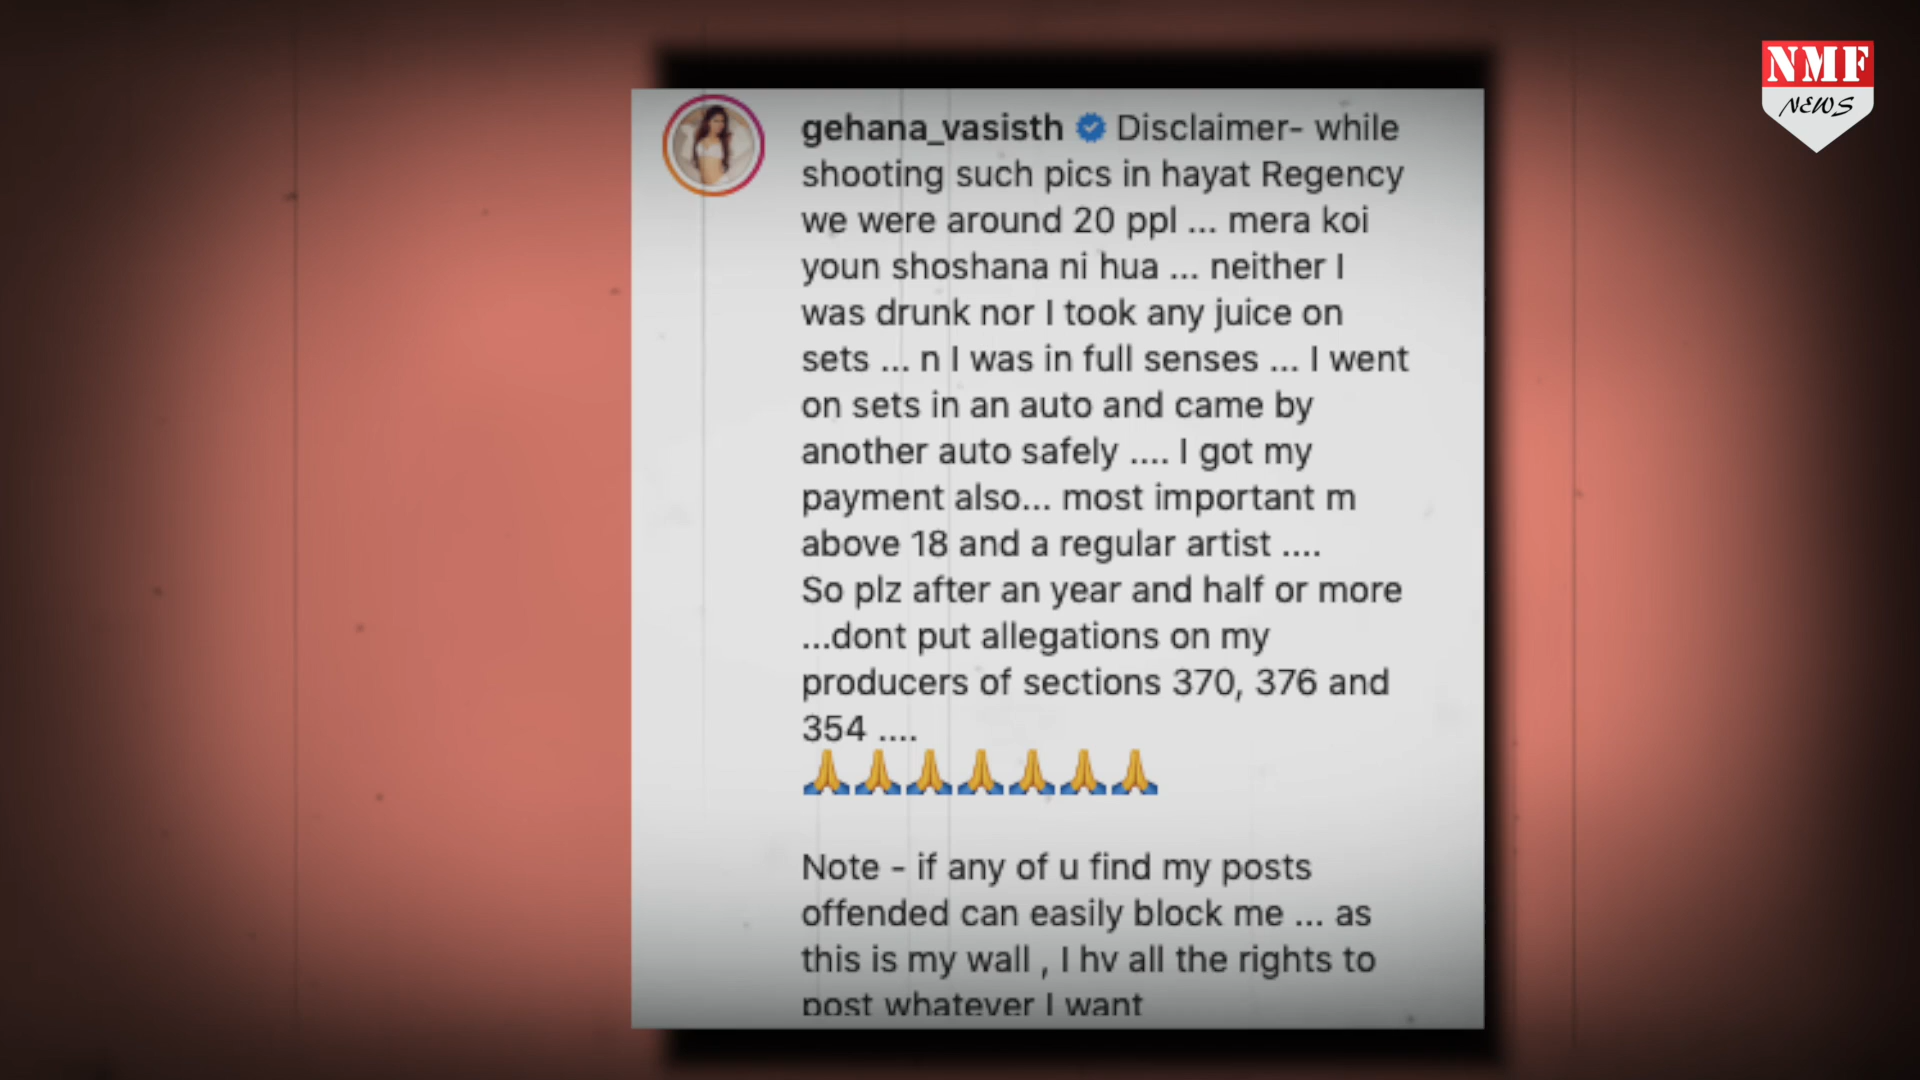 NMF
NEWS
gehana_vasisth Disclaimer- while
shooting such pics in hayat Regency
we were around 20 ppl ... mera koi
youn shoshana ni hua ... neither I
was drunk nor I took any juice on
sets ... n I was in full senses ... I went
on sets in an auto and came by
another auto safely .... I got my
payment also... most important m
above 18 and a regular artist ....
So plz after an year and half or more
...dont put allegations on my
producers of sections 370, 376 and
354 ....
🙏🙏🙏🙏🙏🙏🙏
Note - if any of u find my posts
offended can easily block me ... as
this is my wall , I hv all the rights to
post whatever I want